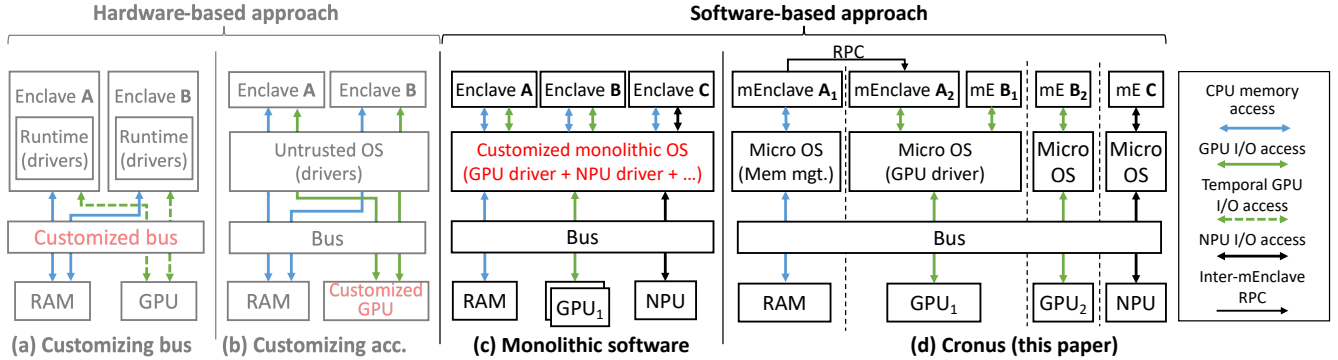 Hardware-based approach
Software-based approach
Enclave A
Runtime
(drivers)
Enclave B
Runtime
(drivers)
Customized bus
RAM
GPU
(a) Customizing bus
Enclave A
Enclave B
Untrusted OS
(drivers)
Bus
RAM
Customized
GPU
(b) Customizing acc.
Enclave A
Enclave B
Enclave C
Customized monolithic OS
(GPU driver + NPU driver + ...)
Bus
RAM
GPU1
NPU
(c) Monolithic software
RPC
mEnclave A1
mEnclave A2
mE B1
mE B2
mE C
Micro OS
(Mem mgt.)
Micro OS
(GPU driver)
Micro
OS
Micro
OS
Bus
RAM
GPU1
GPU2
NPU
(d) Cronus (this paper)
CPU memory
access
GPU I/O access
Temporal GPU
I/O access
NPU I/O access
Inter-mEnclave
RPC